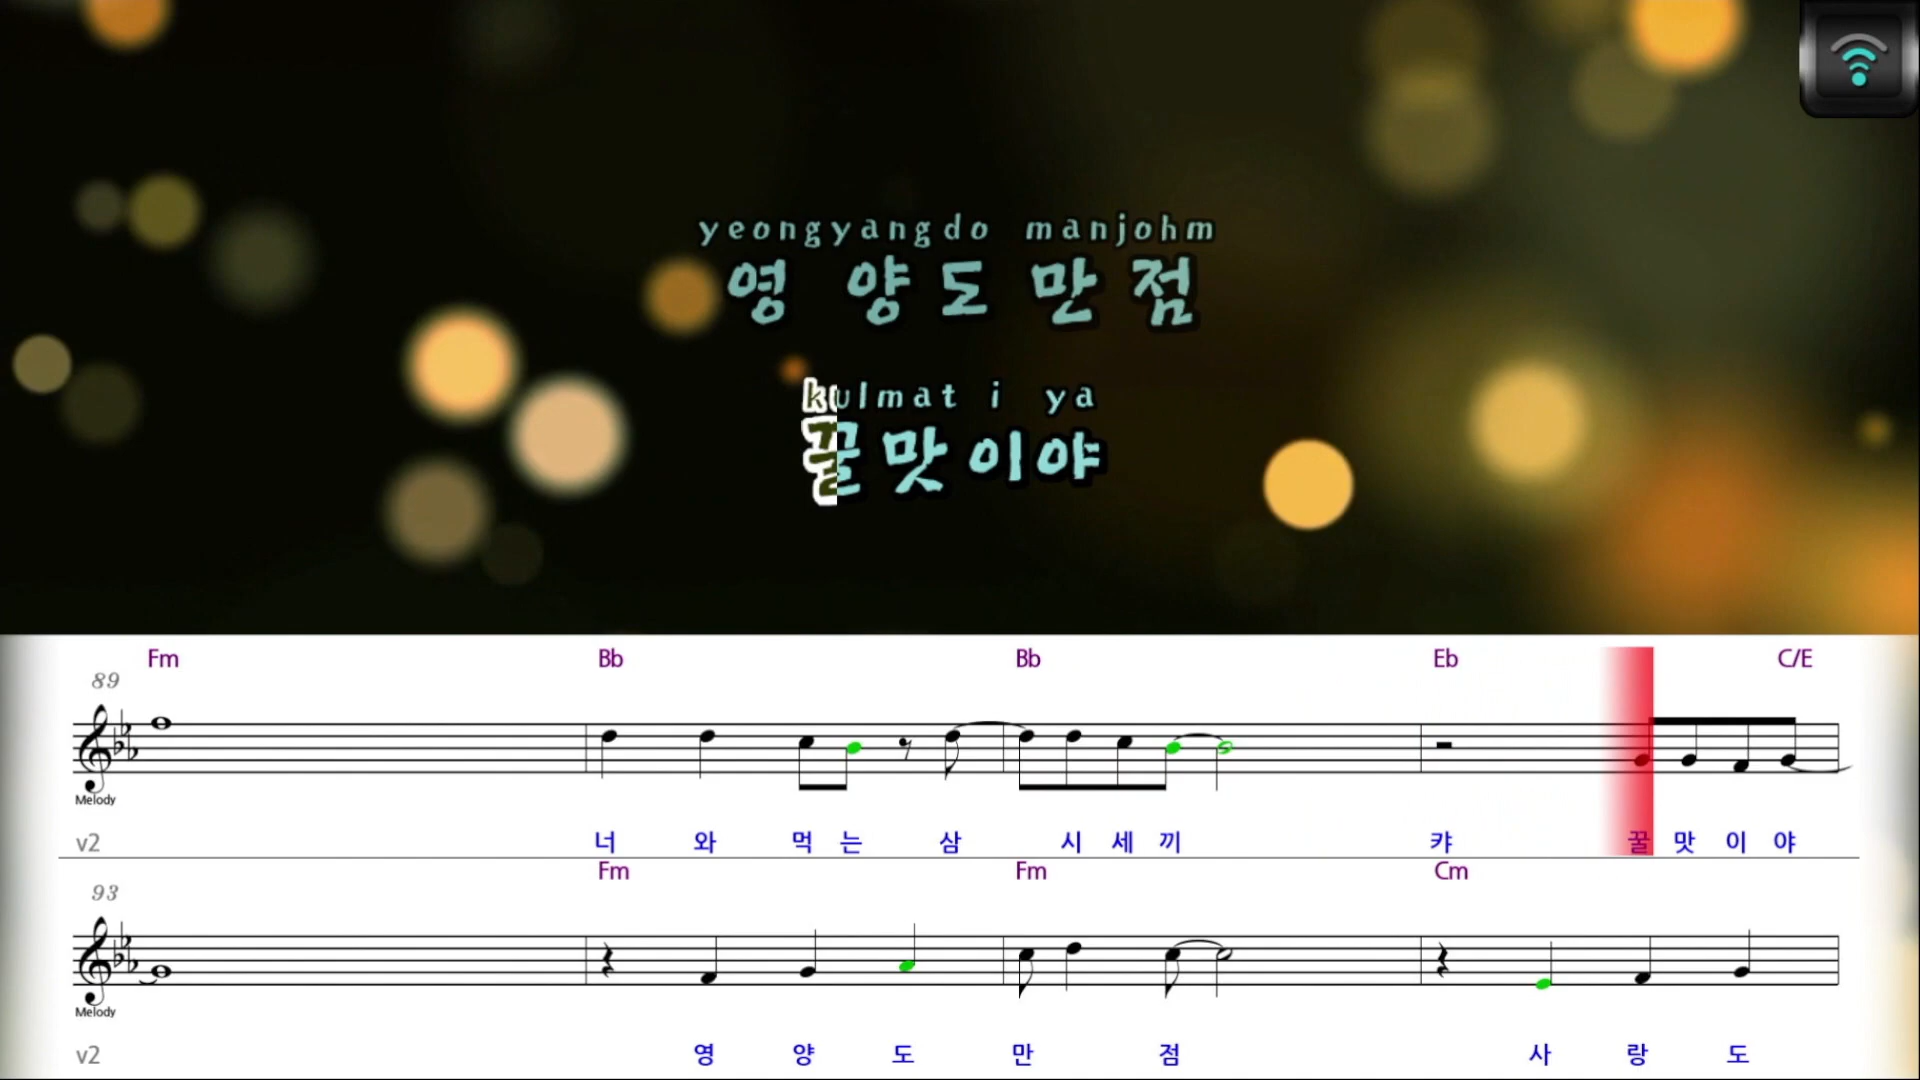 yeongyangdo manjohm
영 양도 만 점
kulmat i ya
꿀맛이야
Fm Bb Bb Eb C/E
89
Melody
v2 너 와 먹 는 삼 시 세 끼 캬 꿀 맛 이 야
Fm Fm Cm
93
Melody
v2 영 양 도 만 점 사 랑 도